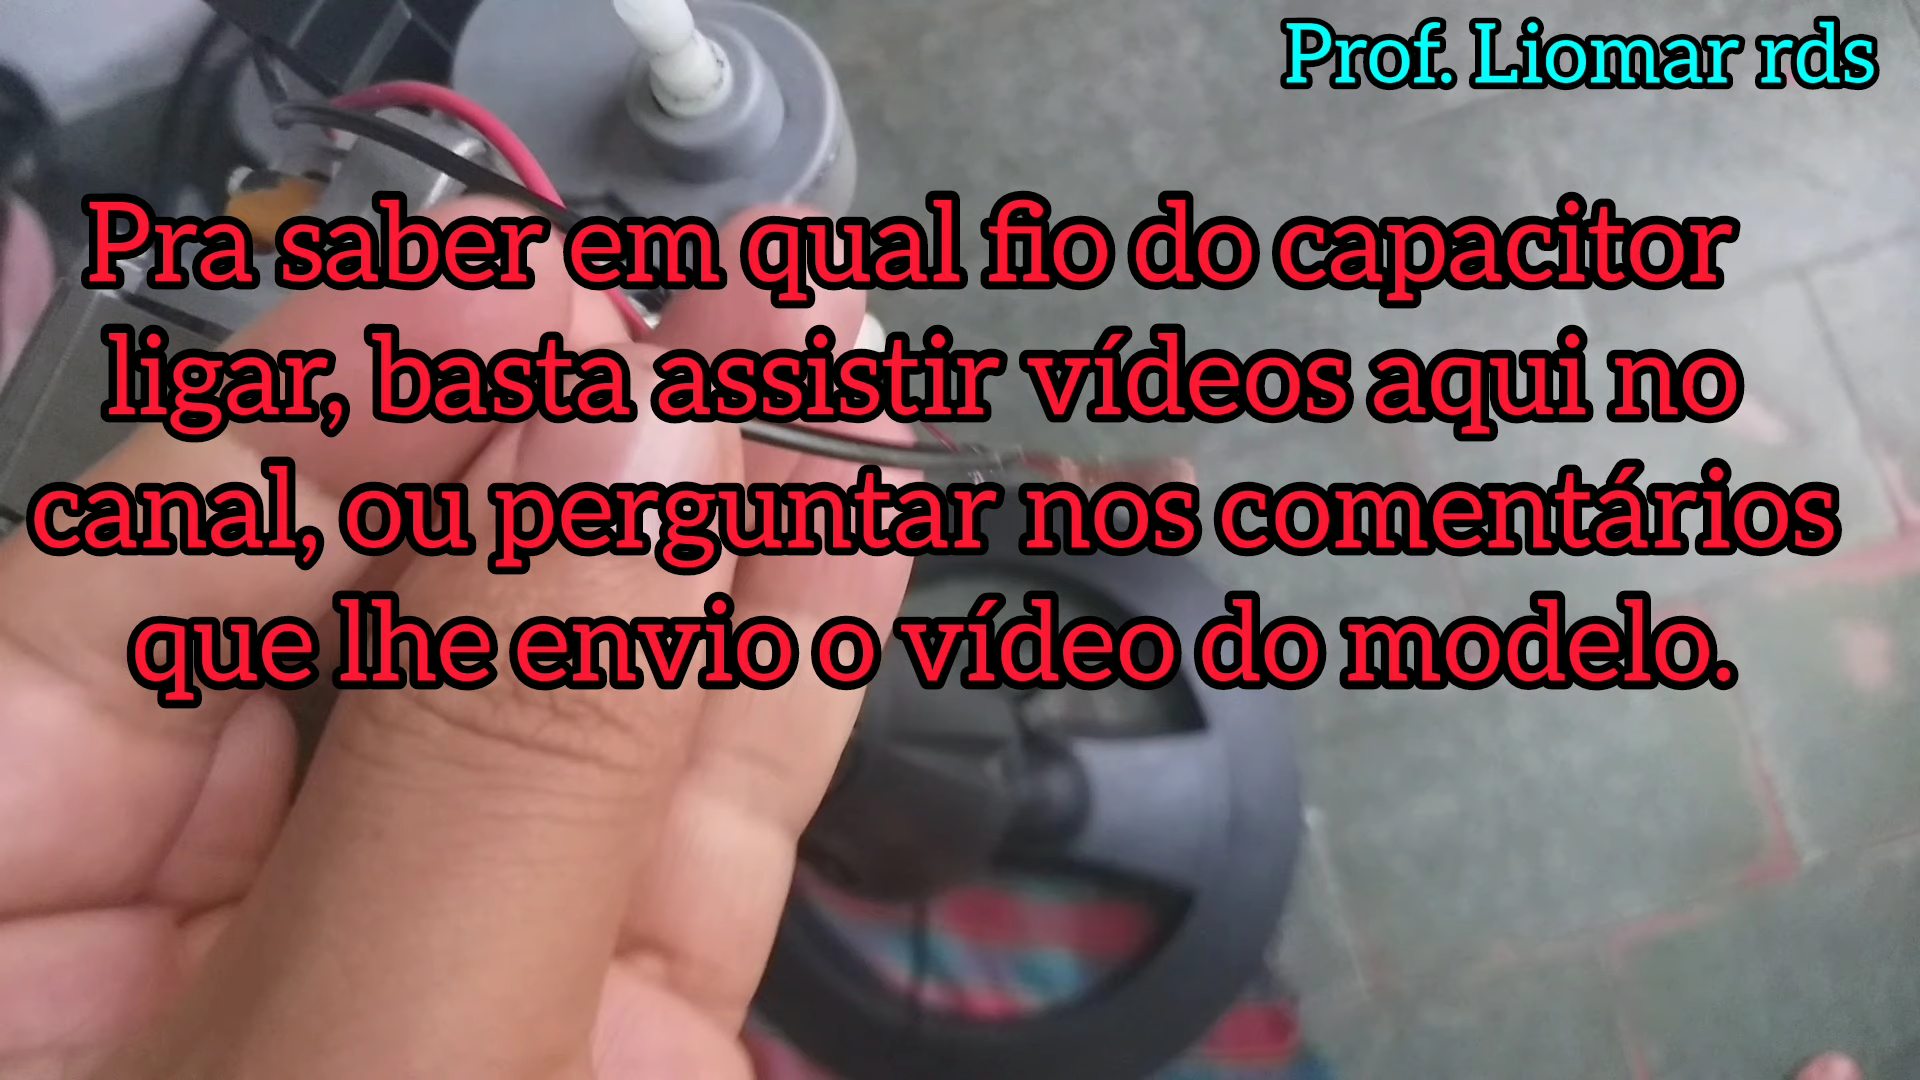 Prof. Liomar rds
Pra saber em qual fio do capacitor
ligar, basta assistir vídeos aqui no
canal, ou perguntar nos comentários
que lhe envio o vídeo do modelo.